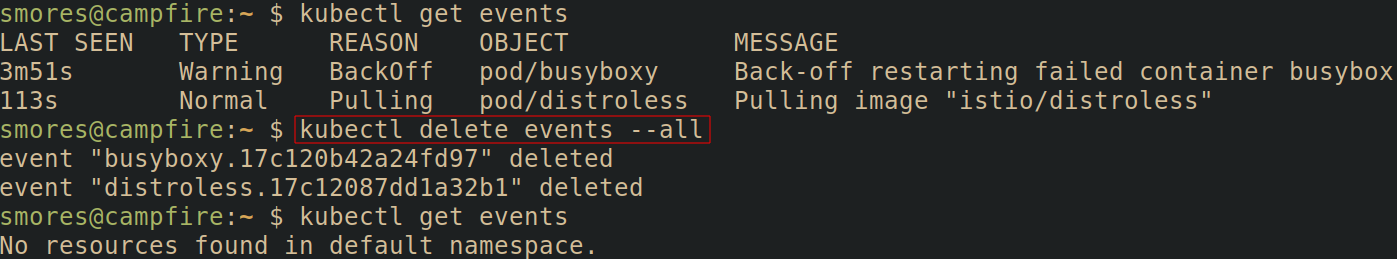 smores@campfire:~ $ kubectl get events
LAST SEEN   TYPE      REASON    OBJECT           MESSAGE
3m51s       Warning   BackOff   pod/busyboxy     Back-off restarting failed container busybox
113s        Normal    Pulling   pod/distroless   Pulling image "istio/distroless"
smores@campfire:~ $ kubectl delete events --all
event "busyboxy.17c120b42a24fd97" deleted
event "distroless.17c12087dd1a32b1" deleted
smores@campfire:~ $ kubectl get events
No resources found in default namespace.